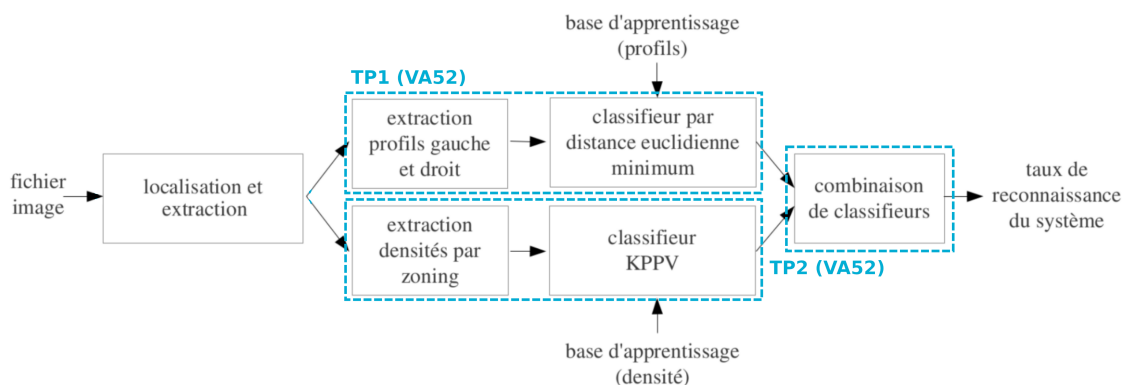 base d'apprentissage
(profils)
TP1 (VA52)
extraction
profils gauche
et droit
classifieur par
distance euclidienne
minimum
fichier
image
localisation et
extraction
combinaison
de classifieurs
taux de
reconnaissance
du système
extraction
densités par
zoning
classifieur
KPPV
TP2 (VA52)
base d'apprentissage
(densité)